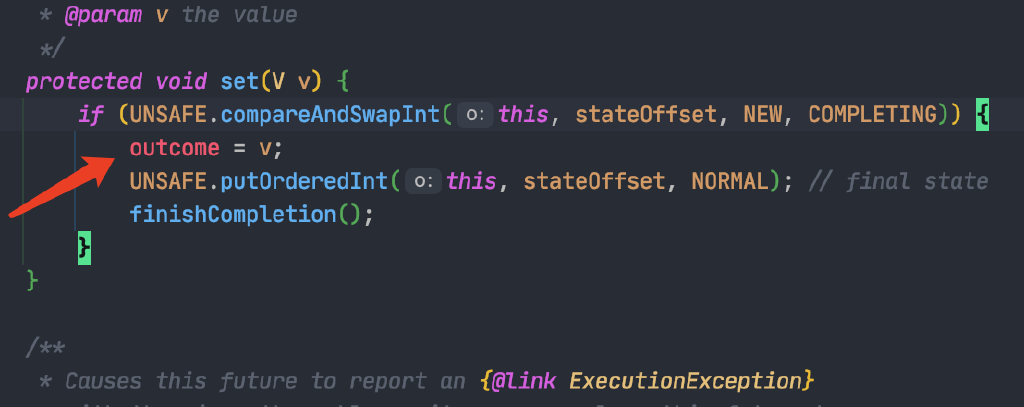 * @param v the value
*/
protected void set(V v) {
if (UNSAFE.compareAndSwapInt( o: this, stateOffset, NEW, COMPLETING)) {
outcome = v;
UNSAFE.putOrderedInt( o: this, stateOffset, NORMAL); // final state
finishCompletion();
}
}
/**
* Causes this future to report an {@link ExecutionException}